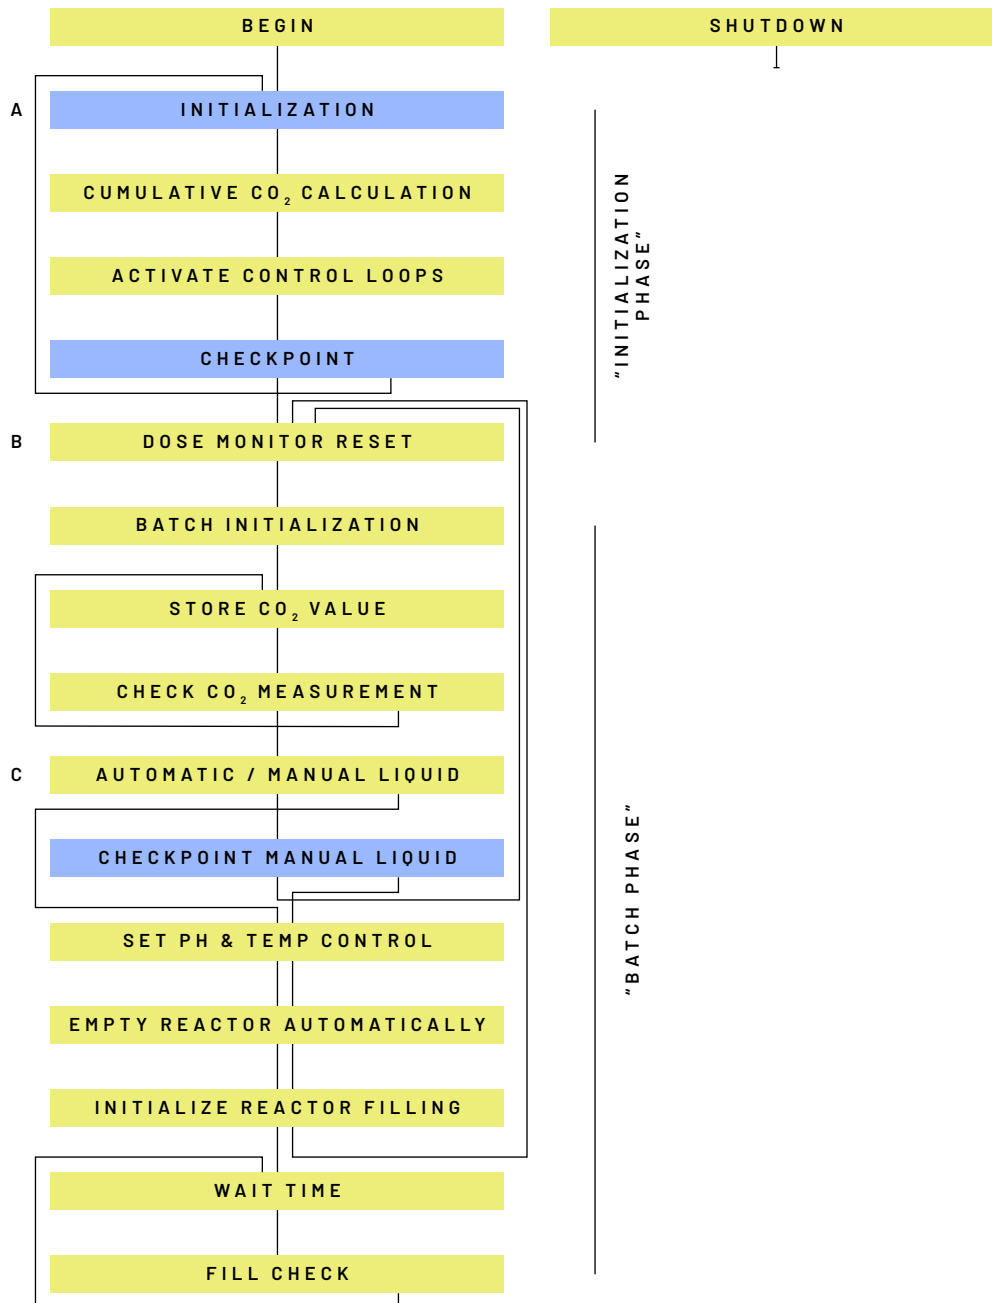 BEGIN
SHUTDOWN
A
INITIALIZATION
CUMULATIVE CO₂ CALCULATION
ACTIVATE CONTROL LOOPS
CHECKPOINT
"INITIALIZATION
PHASE"
B
DOSE MONITOR RESET
BATCH INITIALIZATION
STORE CO₂ VALUE
CHECK CO₂ MEASUREMENT
C
AUTOMATIC / MANUAL LIQUID
CHECKPOINT MANUAL LIQUID
"BATCH PHASE"
SET PH & TEMP CONTROL
EMPTY REACTOR AUTOMATICALLY
INITIALIZE REACTOR FILLING
WAIT TIME
FILL CHECK